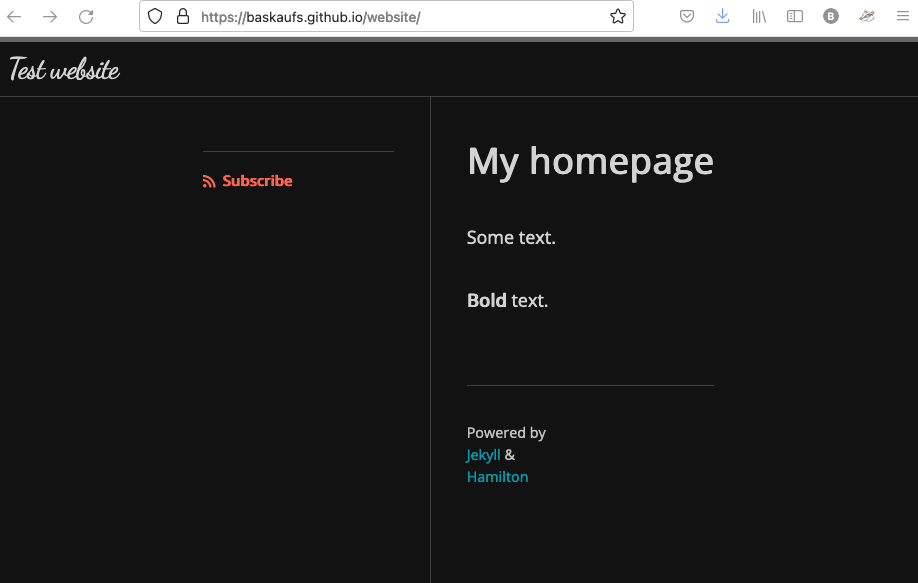 https://baskaufs.github.io/website/
B
Test website
Subscribe
My homepage
Some text.
Bold text.
Powered by
Jekyll &
Hamilton